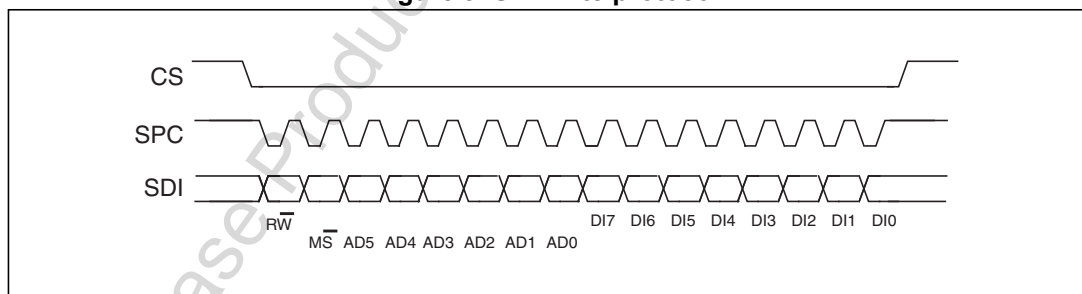 CS
SPC
SDI
RW
MS AD5 AD4 AD3 AD2 AD1 AD0
DI7 DI6 DI5 DI4 DI3 DI2 DI1 DI0